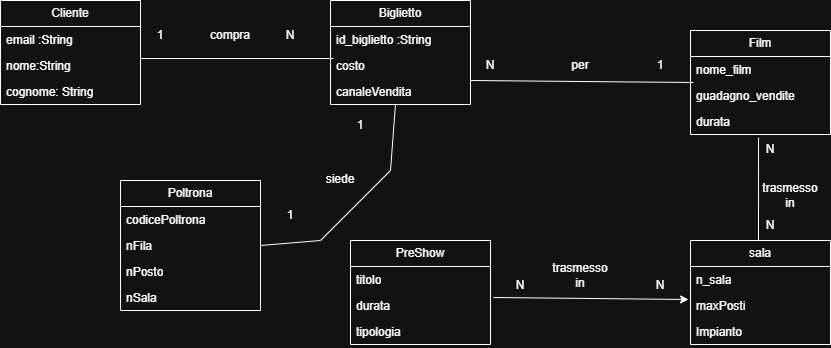 Cliente
email :String
nome:String
cognome: String
1
compra
N
Biglietto
id_biglietto :String
costo
canaleVendita
N
per
1
Film
nome_film
guadagno_vendite
durata
1
siede
1
Poltrona
codicePoltrona
nFila
nPosto
nSala
N
trasmesso
in
N
PreShow
titolo
durata
tipologia
N
trasmesso
in
N
sala
n_sala
maxPosti
Impianto